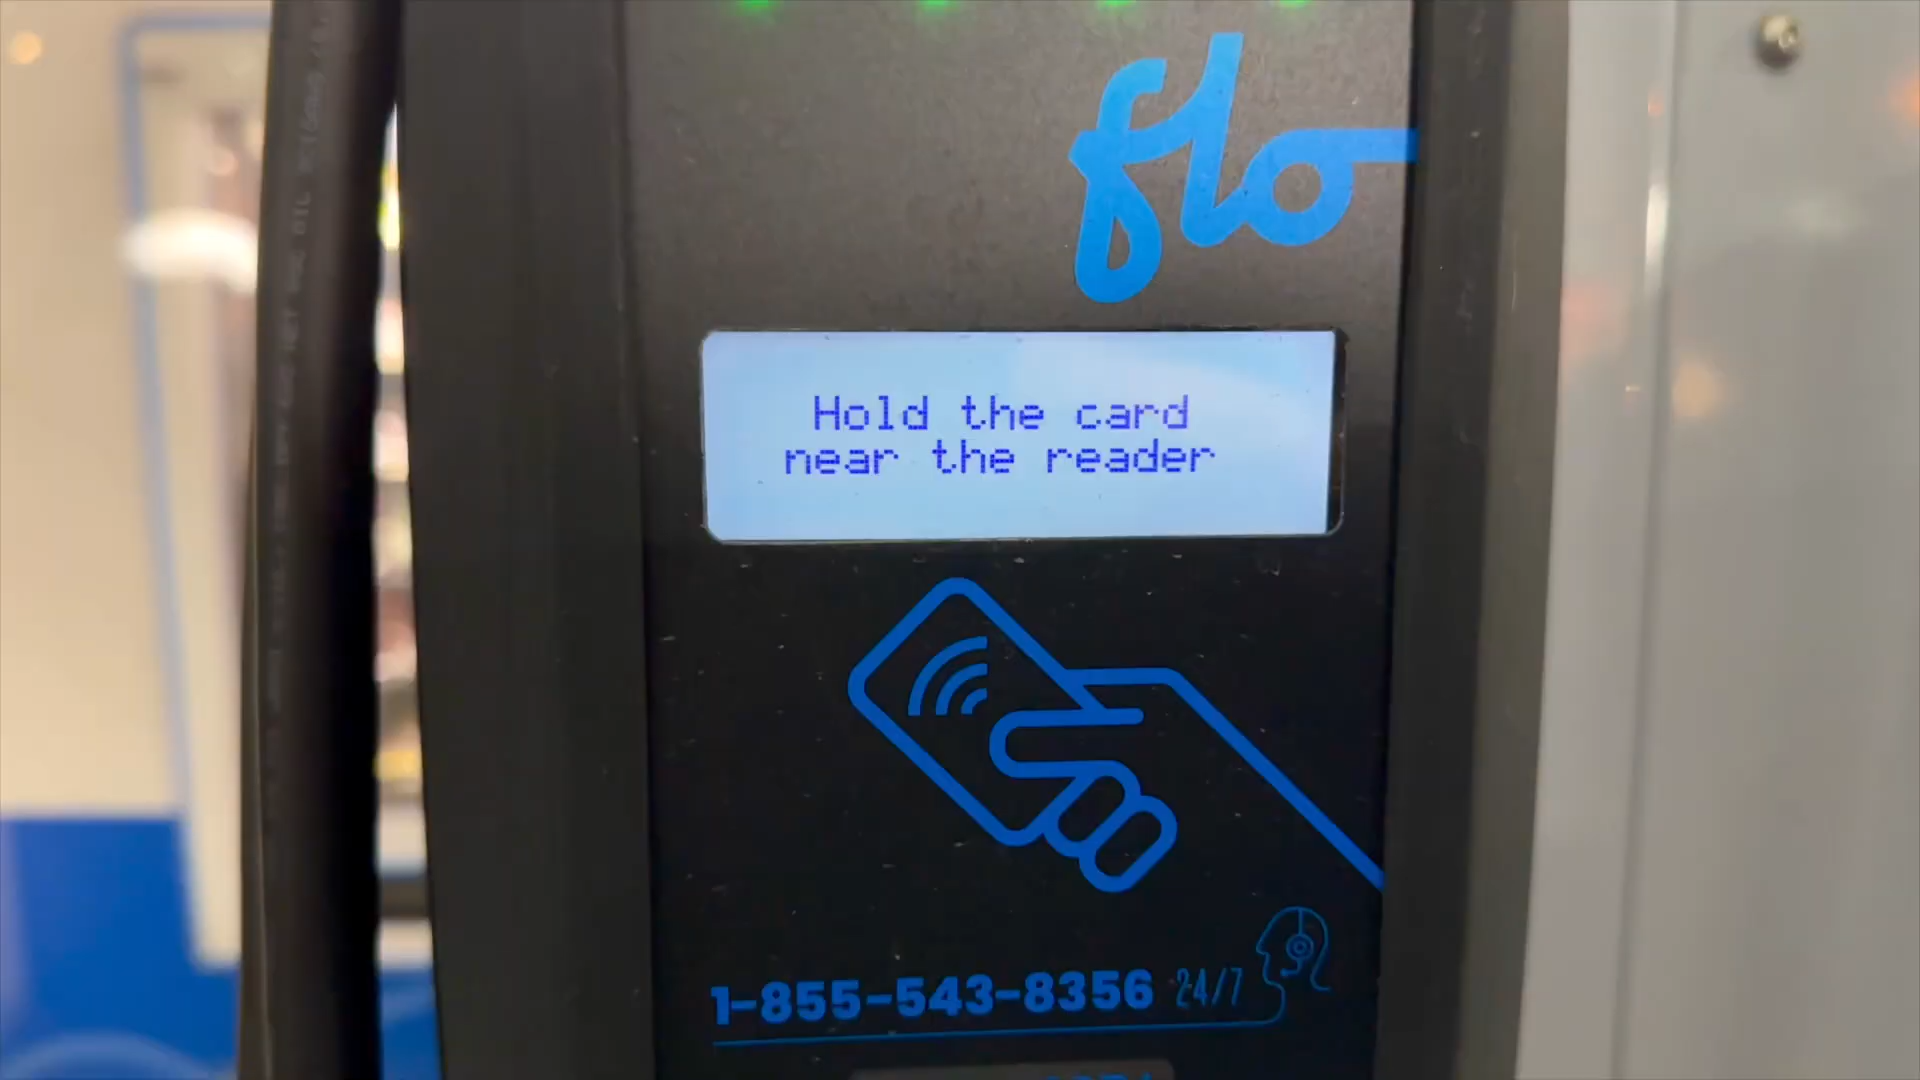 flo
Hold the card
near the reader
1-855-543-8356 24/7